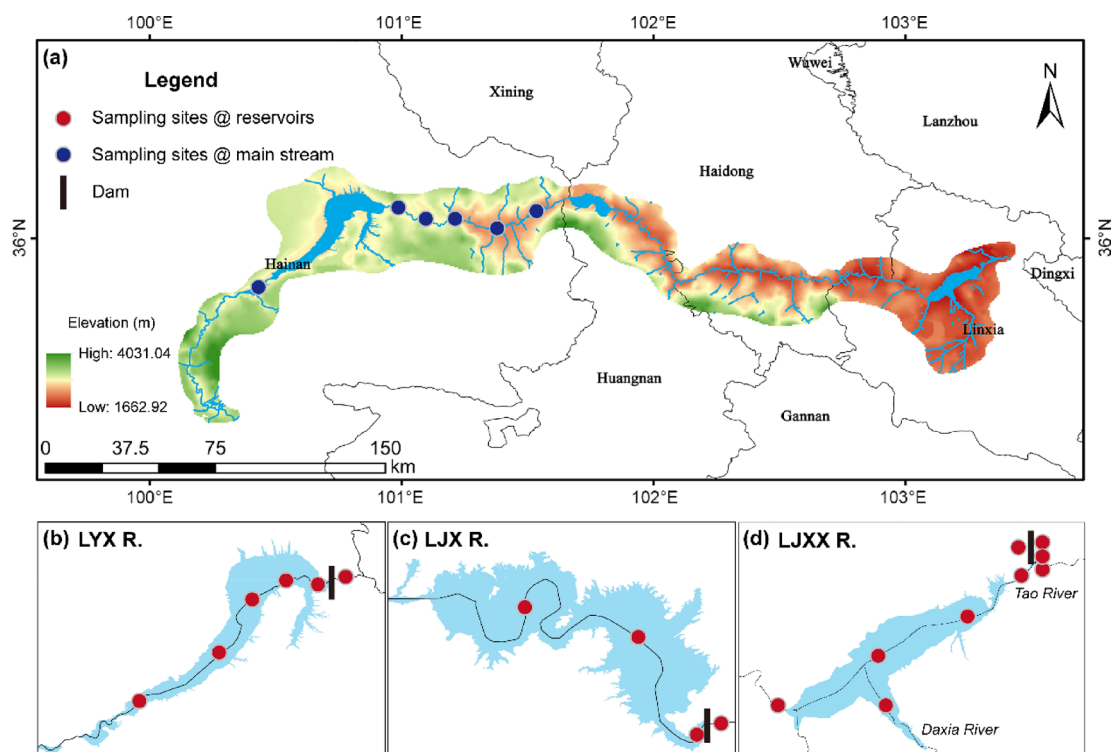 100°E 101°E 102°E 103°E
(a)
Legend
Sampling sites @ reservoirs
Sampling sites @ main stream
Dam
N
Wuwei
Xining
Lanzhou
Haidong
36°N
36°N
Hainan
Dingxi
Linxia
Elevation (m)
High: 4031.04
Low: 1662.92
Huangnan
Gannan
0 37.5 75 150
km
100°E 101°E 102°E 103°E
(b) LYX R.
(c) LJX R.
(d) LJXX R.
Tao River
Daxia River